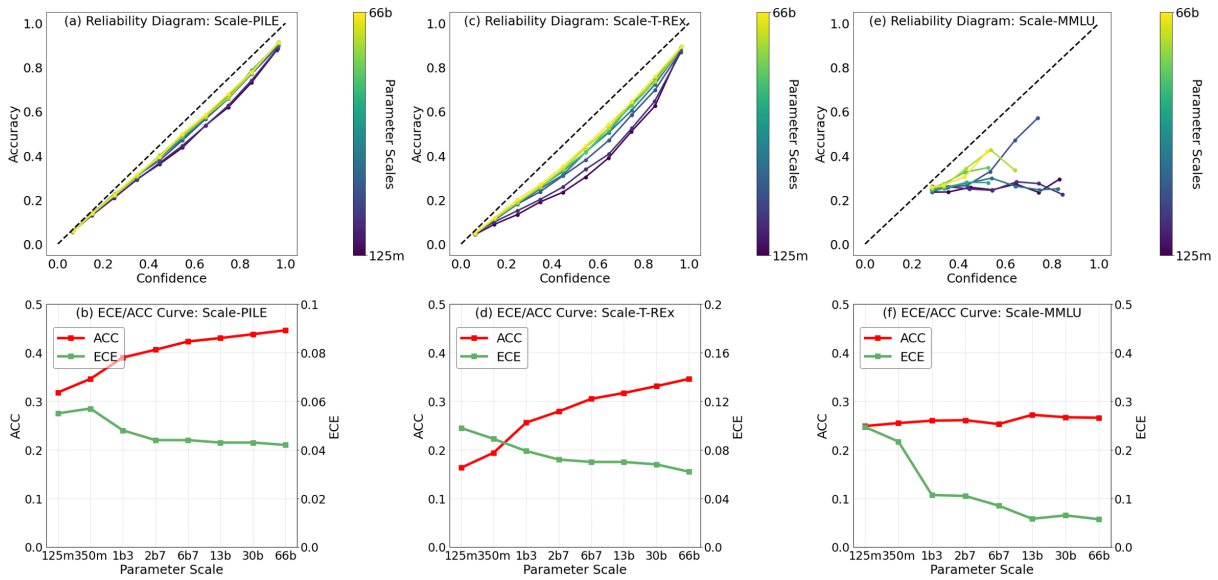 (a) Reliability Diagram: Scale-PILE
1.0
0.8
0.6
0.4
0.2
0.0
Accuracy
0.0 0.2 0.4 0.6 0.8 1.0
Confidence
66b
125m
Parameter Scales
(c) Reliability Diagram: Scale-T-REx
1.0
0.8
0.6
0.4
0.2
0.0
Accuracy
0.0 0.2 0.4 0.6 0.8 1.0
Confidence
66b
125m
Parameter Scales
(e) Reliability Diagram: Scale-MMLU
1.0
0.8
0.6
0.4
0.2
0.0
Accuracy
0.0 0.2 0.4 0.6 0.8 1.0
Confidence
66b
125m
Parameter Scales
(b) ECE/ACC Curve: Scale-PILE
ACC
ECE
0.5
0.4
0.3
0.2
0.1
0.0
ACC
0.1
0.08
0.06
0.04
0.02
0.0
ECE
125m 350m 1b3 2b7 6b7 13b 30b 66b
Parameter Scale
(d) ECE/ACC Curve: Scale-T-REx
ACC
ECE
0.5
0.4
0.3
0.2
0.1
0.0
ACC
0.2
0.16
0.12
0.08
0.04
0.0
ECE
125m 350m 1b3 2b7 6b7 13b 30b 66b
Parameter Scale
(f) ECE/ACC Curve: Scale-MMLU
ACC
ECE
0.5
0.4
0.3
0.2
0.1
0.0
ACC
0.5
0.4
0.3
0.2
0.1
0.0
ECE
125m 350m 1b3 2b7 6b7 13b 30b 66b
Parameter Scale